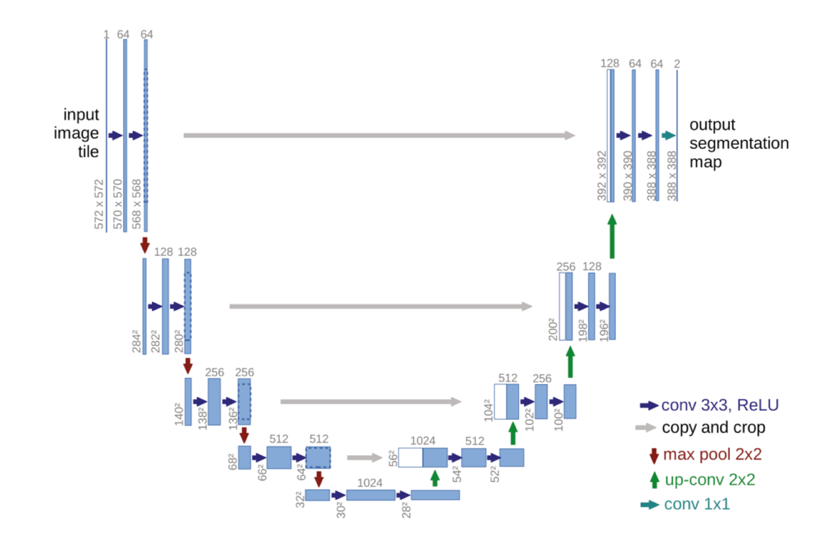 1 64 64
input
image
tile
572 x 572
570 x 570
568 x 568
128 64 64 2
output
segmentation
map
392 x 392
390 x 390
388 x 388
388 x 388
128 128
284²
282²
280²
256 128
200²
198²
196²
256 256
140²
138²
136²
512 256
104²
102²
100²
512 512
68²
66²
64²
1024 512
56²
54²
52²
1024
32²
30²
28²
conv 3x3, ReLU
copy and crop
max pool 2x2
up-conv 2x2
conv 1x1